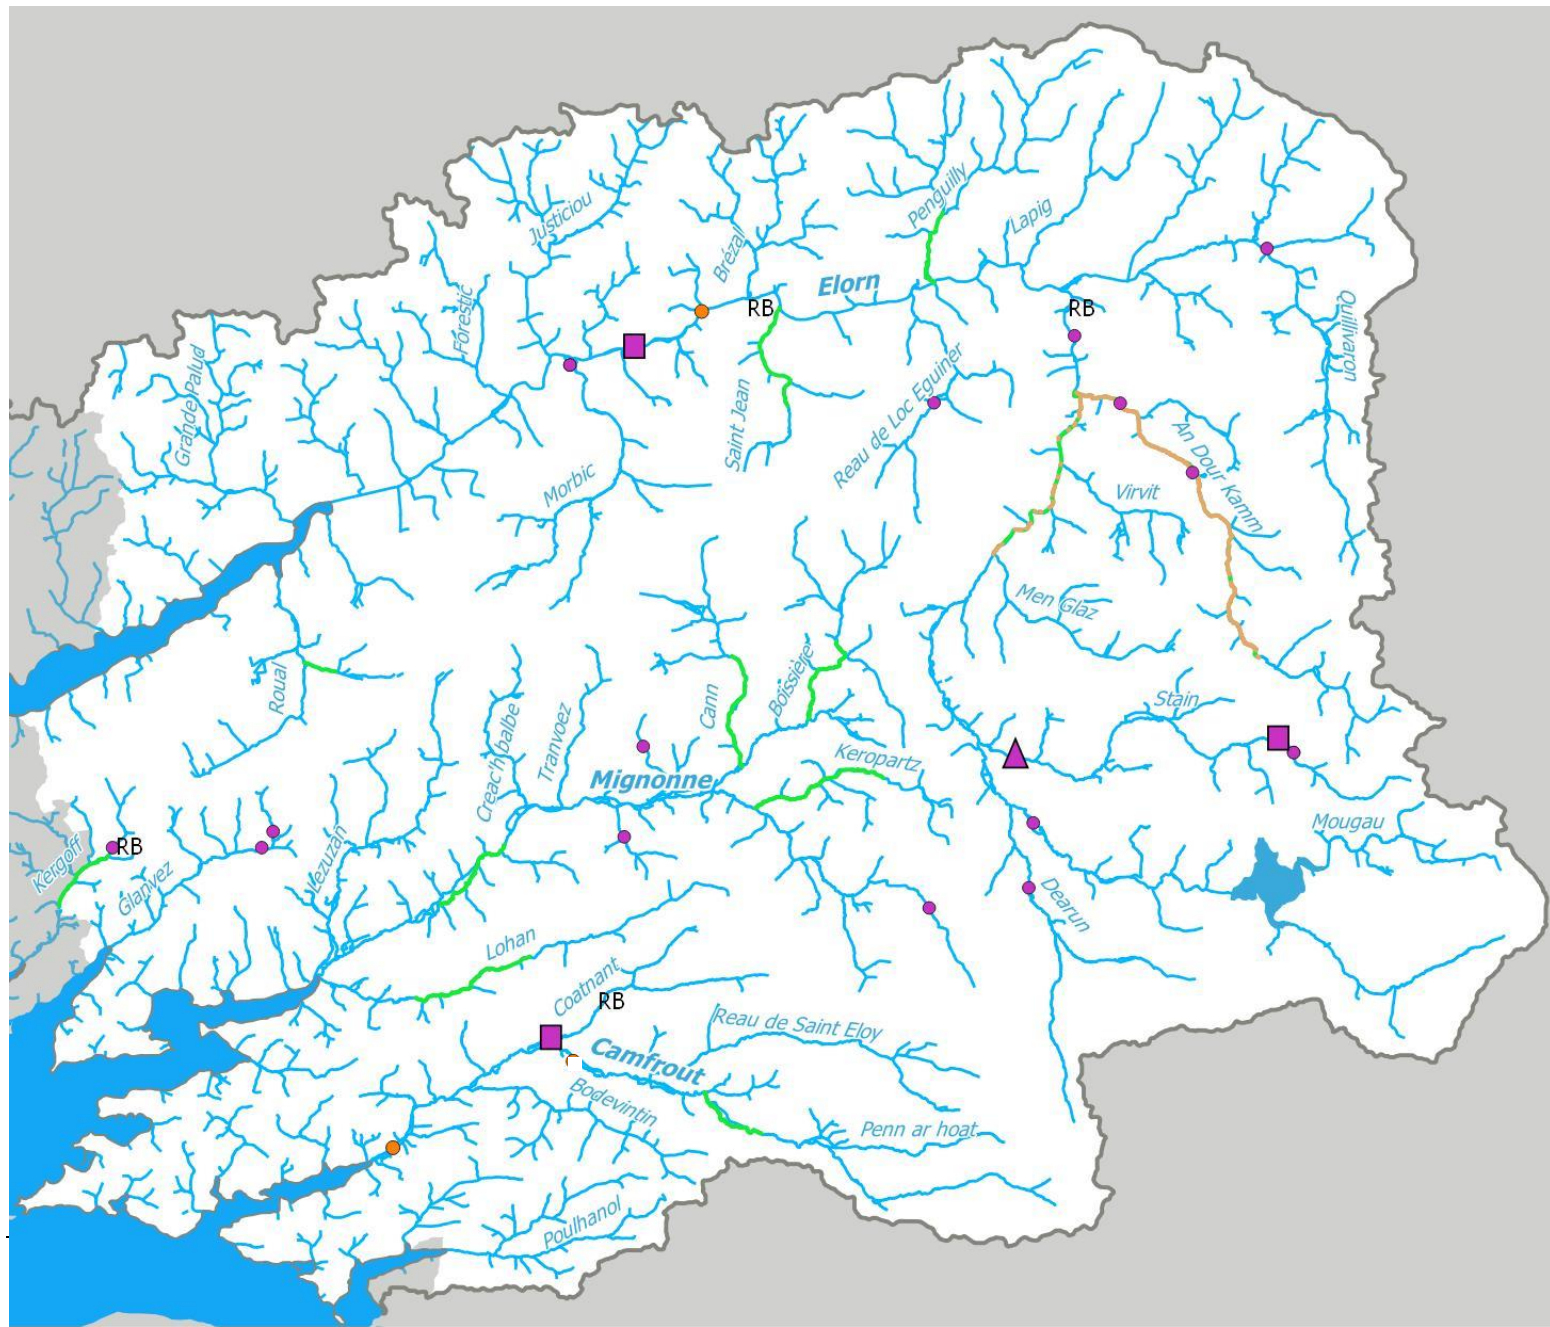 Penguilly
Lapig
Justiciou
Brézal
Elorn
RB
RB
Forestic
Quillivaron
Grande Palud
Saint Jean
Reau de Loc Eguiner
An Dour Kamm
Morbic
Virvit
Men Glaz
Roual
Cann
Boissière
Stain
Creac'h balbe
Tranvoez
Mignonne
Keropartz
Mougau
Kergoff
RB
Glanvez
Lezuzan
Dearun
Lohan
Coatnant
RB
Reau de Saint Eloy
Camfrout
Bodevintin
Penn ar hoat
Poulhanol